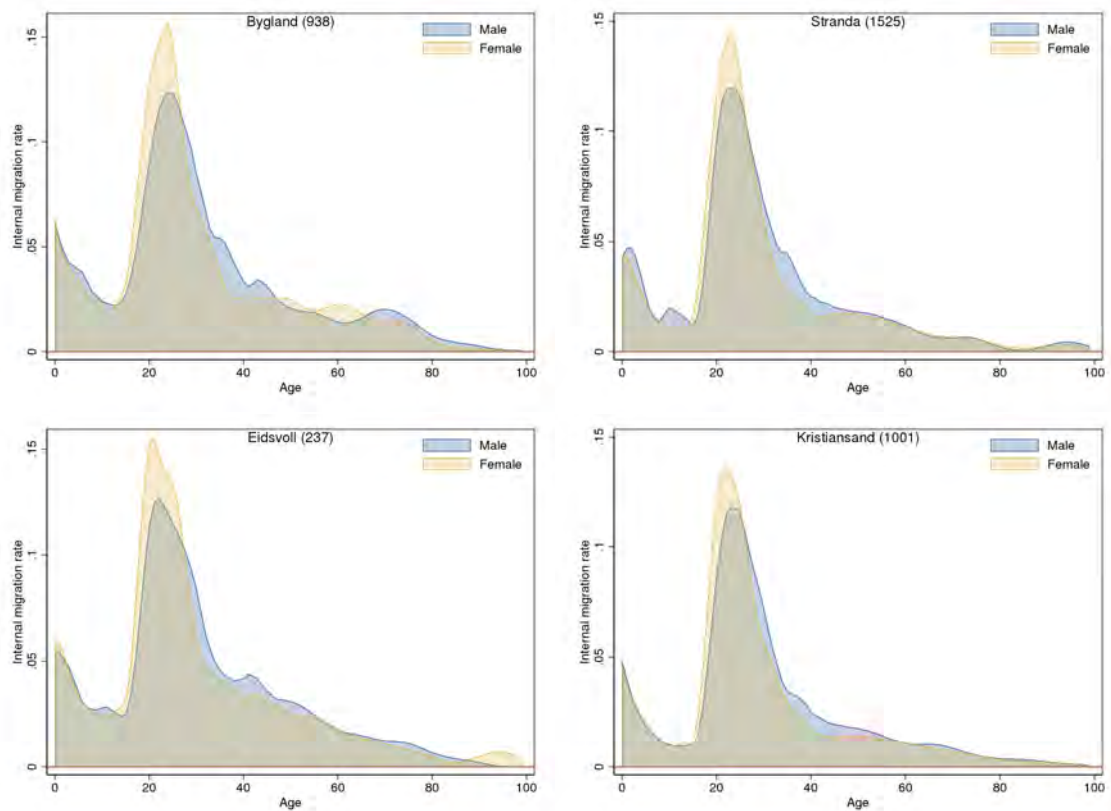 Bygland (938)
Male
Female
Internal migration rate
.15
.1
.05
0
0 20 40 60 80 100
Age
Stranda (1525)
Male
Female
Internal migration rate
.15
.1
.05
0
0 20 40 60 80 100
Age
Eidsvoll (237)
Male
Female
Internal migration rate
.15
.1
.05
0
0 20 40 60 80 100
Age
Kristiansand (1001)
Male
Female
Internal migration rate
.15
.1
.05
0
0 20 40 60 80 100
Age